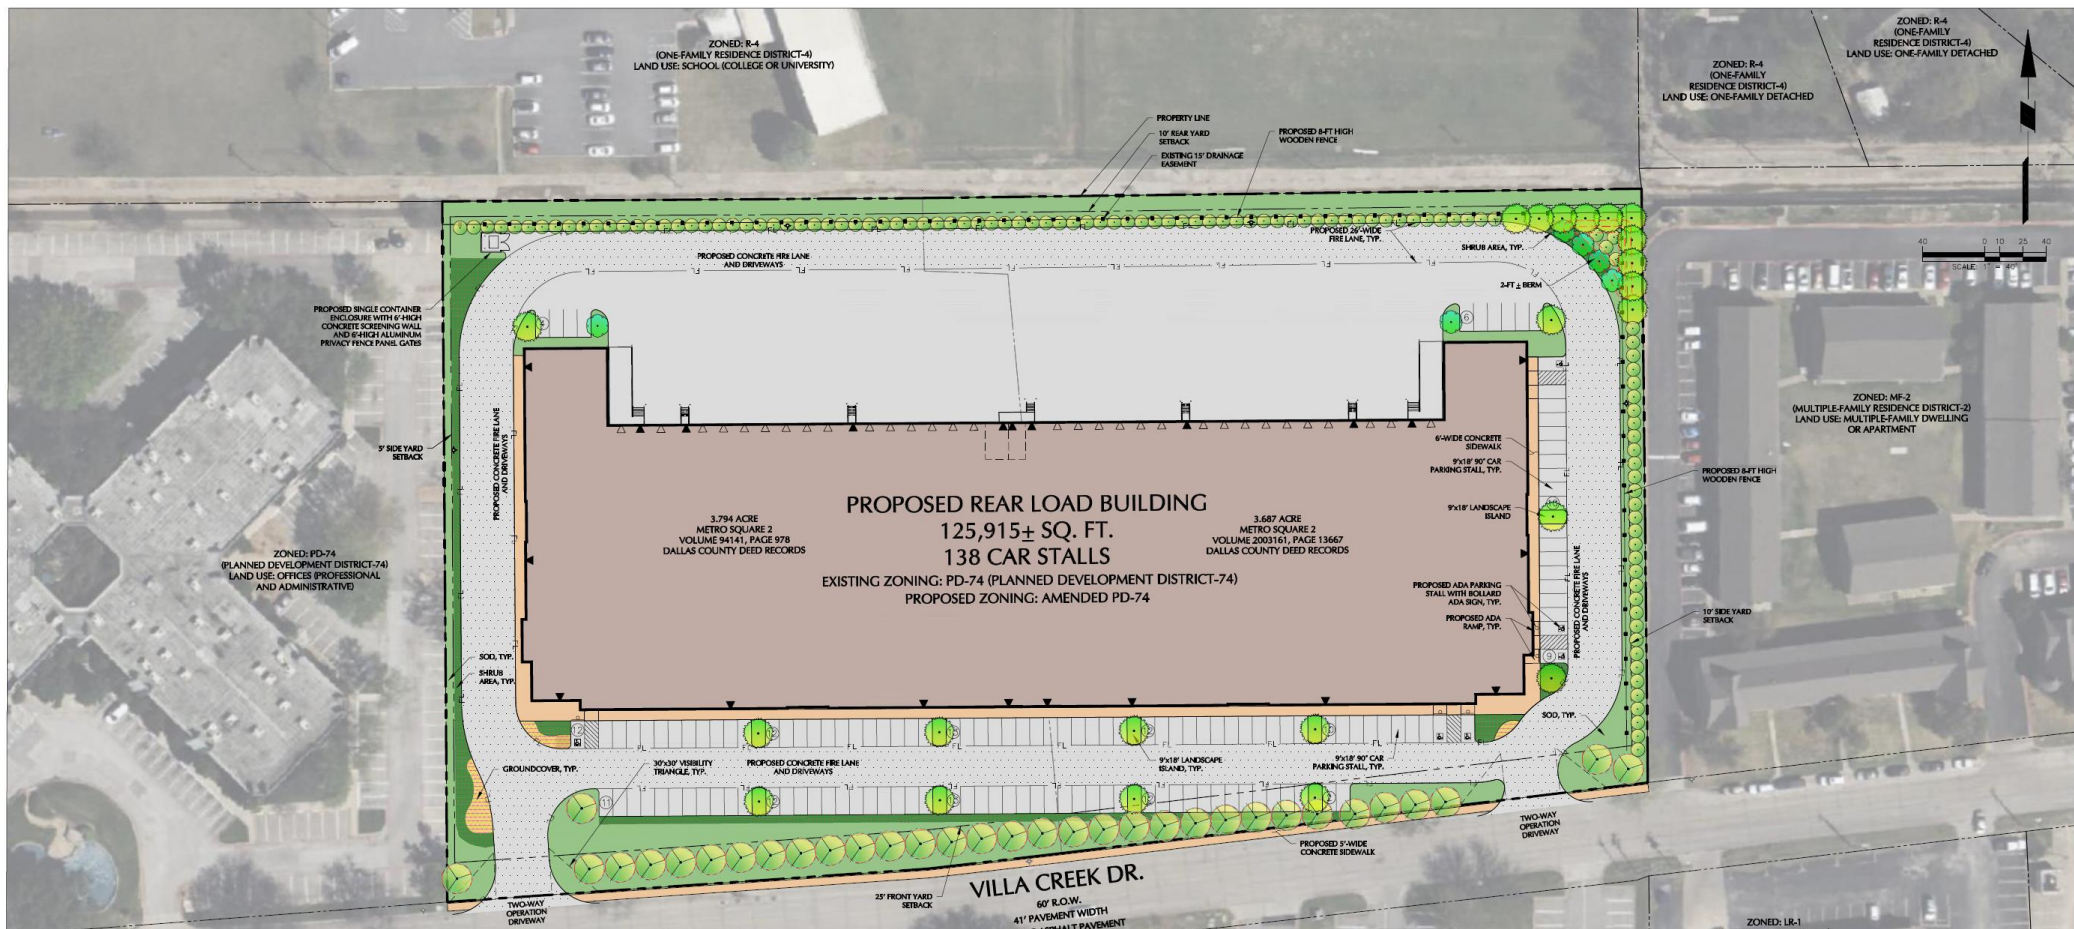 ZONED: R-4
(ONE-FAMILY RESIDENCE DISTRICT-4)
LAND USE: SCHOOL (COLLEGE OR UNIVERSITY)
ZONED: R-4
(ONE-FAMILY
RESIDENCE DISTRICT-4)
LAND USE: ONE-FAMILY DETACHED
ZONED: R-4
(ONE-FAMILY
RESIDENCE DISTRICT-4)
LAND USE: ONE-FAMILY DETACHED
PROPERTY LINE
10' REAR YARD
SETBACK
EXISTING 15' DRAINAGE
EASEMENT
PROPOSED 8-FT HIGH
WOODEN FENCE
PROPOSED 26'-WIDE
FIRE LANE, TYP.
SHRUB AREA, TYP.
2-FT ± BERM
40 0 10 25 40
SCALE: 1" = 40'
PROPOSED CONCRETE FIRE LANE
AND DRIVEWAYS
PROPOSED SINGLE CONTAINER
ENCLOSURE WITH 6'-HIGH
CONCRETE SCREENING WALL
AND 6'-HIGH ALUMINUM
PRIVACY FENCE PANEL GATES
6
5' SIDE YARD
SETBACK
PROPOSED CONCRETE FIRE LANE
AND DRIVEWAYS
6'-WIDE CONCRETE
SIDEWALK
9'x18' 90° CAR
PARKING STALL, TYP.
9'x18' LANDSCAPE
ISLAND
ZONED: MF-2
(MULTIPLE-FAMILY RESIDENCE DISTRICT-2)
LAND USE: MULTIPLE-FAMILY DWELLING
OR APARTMENT
PROPOSED 8-FT HIGH
WOODEN FENCE
PROPOSED REAR LOAD BUILDING
125,915± SQ. FT.
138 CAR STALLS
EXISTING ZONING: PD-74 (PLANNED DEVELOPMENT DISTRICT-74)
PROPOSED ZONING: AMENDED PD-74
3.794 ACRE
METRO SQUARE 2
VOLUME 94141, PAGE 978
DALLAS COUNTY DEED RECORDS
3.687 ACRE
METRO SQUARE 2
VOLUME 2003161, PAGE 13667
DALLAS COUNTY DEED RECORDS
ZONED: PD-74
(PLANNED DEVELOPMENT DISTRICT-74)
LAND USE: OFFICES (PROFESSIONAL
AND ADMINISTRATIVE)
PROPOSED ADA PARKING
STALL WITH BOLLARD
ADA SIGN, TYP.
PROPOSED ADA
RAMP, TYP.
PROPOSED CONCRETE FIRE LANE
AND DRIVEWAYS
10' SIDE YARD
SETBACK
9
SOD, TYP.
SHRUB
AREA, TYP.
SOD, TYP.
12
GROUNDCOVER, TYP.
30'x30' VISIBILITY
TRIANGLE, TYP.
PROPOSED CONCRETE FIRE LANE
AND DRIVEWAYS
9'x18' LANDSCAPE
ISLAND, TYP.
9'x18' 90° CAR
PARKING STALL, TYP.
11
TWO-WAY
OPERATION
DRIVEWAY
PROPOSED 5'-WIDE
CONCRETE SIDEWALK
25' FRONT YARD
SETBACK
TWO-WAY
OPERATION
DRIVEWAY
VILLA CREEK DR.
60' R.O.W.
41' PAVEMENT WIDTH
ASPHALT PAVEMENT
ZONED: LR-1